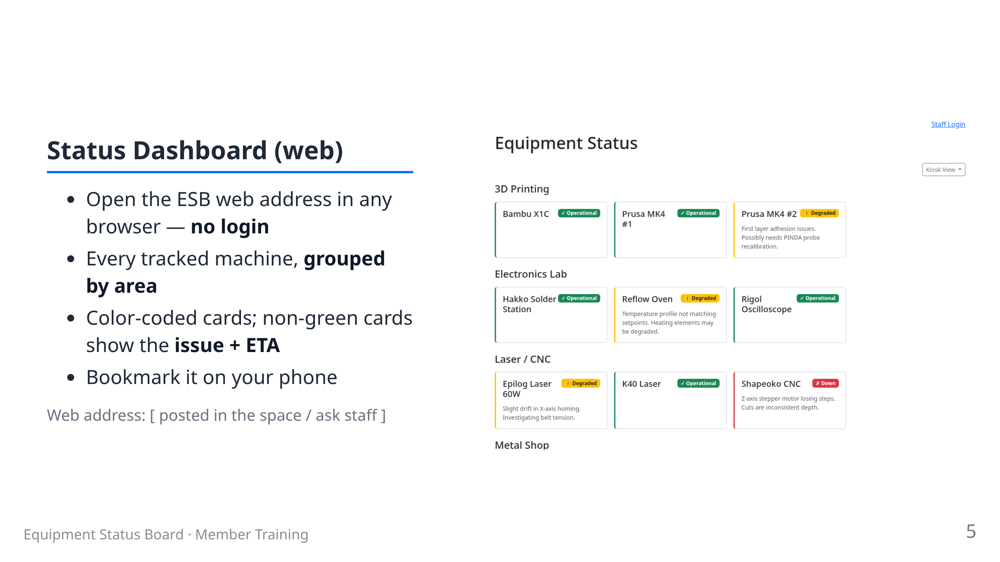 Status Dashboard (web)
• Open the ESB web address in any
browser — no login
• Every tracked machine, grouped
by area
• Color-coded cards; non-green cards
show the issue + ETA
• Bookmark it on your phone
Web address: [ posted in the space / ask staff ]
Staff Login
Equipment Status
Kiosk View
3D Printing
Bambu X1C ✓ Operational
Prusa MK4 ✓ Operational
#1
Prusa MK4 #2 ⚠ Degraded
First layer adhesion issues.
Possibly needs PINDA probe
recalibration.
Electronics Lab
Hakko Solder ✓ Operational
Station
Reflow Oven ⚠ Degraded
Temperature profile not matching
setpoints. Heating elements may
be degraded.
Rigol ✓ Operational
Oscilloscope
Laser / CNC
Epilog Laser ⚠ Degraded
60W
Slight drift in X-axis homing.
Investigating belt tension.
K40 Laser ✓ Operational
Shapeoko CNC ✗ Down
Z-axis stepper motor losing steps.
Cuts are inconsistent depth.
Metal Shop
Equipment Status Board · Member Training
5